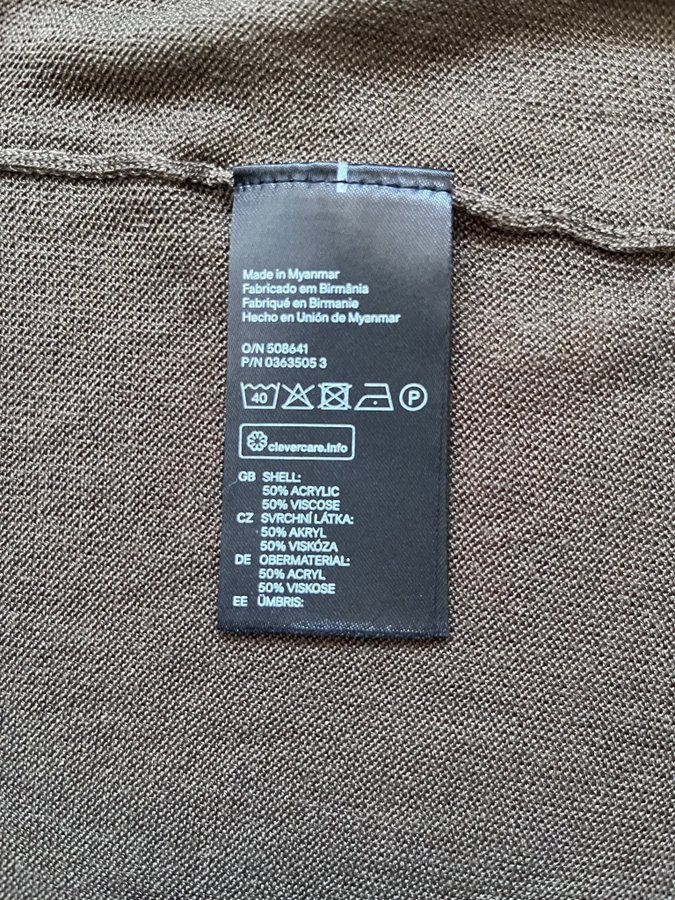 Made in Myanmar
Fabricado em Birmânia
Fabriqué en Birmanie
Hecho en Unión de Myanmar
O/N 508641
P/N 0363505 3
40 P
clevercare.info
GB SHELL:
50% ACRYLIC
50% VISCOSE
CZ SVRCHNÍ LÁTKA:
50% AKRYL
50% VISKÓZA
DE OBERMATERIAL:
50% ACRYL
50% VISKOSE
EE ÜMBRIS: